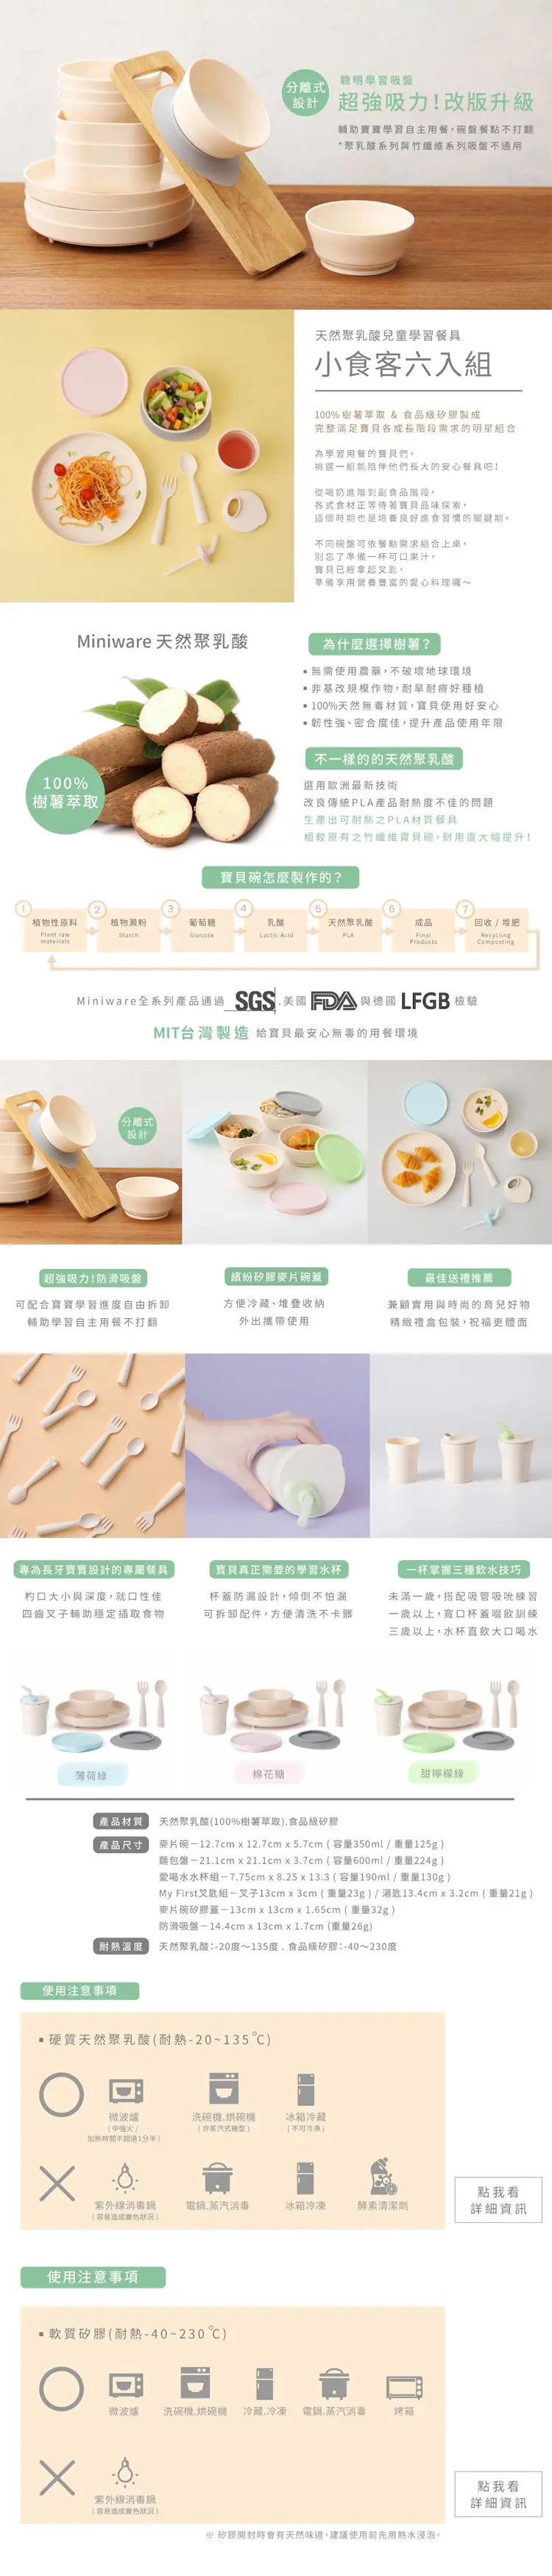 分離式
設計
聰明學習吸盤
超強吸力!改版升級
輔助寶寶學習自主用餐,碗盤餐點不打翻
*聚乳酸系列與竹纖維系列吸盤不通用
天然聚乳酸兒童學習餐具
小食客六入組
100%樹薯萃取 & 食品級矽膠製成
完整滿足寶貝各成長階段需求的明星組合
為學習用餐的寶貝們,
挑選一組能陪伴他們長大的安心餐具吧!
從喝奶進階到副食品階段,
各式食材正等待著寶貝品味探索,
這個時期也是培養良好進食習慣的關鍵期。
不同碗盤可依餐點需求組合上桌,
別忘了準備一杯可口果汁,
寶貝已經拿起叉匙,
準備享用營養豐富的愛心料理囉~
Miniware 天然聚乳酸
100%
樹薯萃取
為什麼選擇樹薯?
▪ 無需使用農藥,不破壞地球環境
▪ 非基改規模作物,耐旱耐瘠好種植
▪ 100%天然無毒材質,寶貝使用好安心
▪ 韌性強、密合度佳,提升產品使用年限
不一樣的的天然聚乳酸
選用歐洲最新技術
改良傳統PLA產品耐熱度不佳的問題
生產出可耐熱之PLA材質餐具
相較原有之竹纖維寶貝碗,耐用度大幅提升!
寶貝碗怎麼製作的?
1 2 3 4 5 6 7
植物性原料 植物澱粉 葡萄糖 乳酸 天然聚乳酸 成品 回收 / 堆肥
Plant raw materials Starch Glucose Lactic Acid PLA Final Products Recycling Composting
Miniware全系列產品通過 SGS.美國 FDA 與德國 LFGB 檢驗
MIT台灣製造 給寶貝最安心無毒的用餐環境
分離式
設計
超強吸力!防滑吸盤
可配合寶寶學習進度自由拆卸
輔助學習自主用餐不打翻
繽紛矽膠麥片碗蓋
方便冷藏、堆疊收納
外出攜帶使用
最佳送禮推薦
兼顧實用與時尚的育兒好物
精緻禮盒包裝,祝福更體面
專為長牙寶寶設計的專屬餐具
杓口大小與深度,就口性佳
四齒叉子輔助穩定插取食物
寶貝真正需要的學習水杯
杯蓋防漏設計,傾倒不怕漏
可拆卸配件,方便清洗不卡髒
一杯掌握三種飲水技巧
未滿一歲,搭配吸管吸吮練習
一歲以上,寬口杯蓋啜飲訓練
三歲以上,水杯直飲大口喝水
薄荷綠
棉花糖
甜檸檬綠
產品材質 天然聚乳酸(100%樹薯萃取).食品級矽膠
產品尺寸 麥片碗－12.7cm x 12.7cm x 5.7cm ( 容量350ml / 重量125g )
麵包盤－21.1cm x 21.1cm x 3.7cm ( 容量600ml / 重量224g )
愛喝水水杯組－7.75cm x 8.25 x 13.3 ( 容量190ml / 重量130g )
My First叉匙組－叉子13cm x 3cm ( 重量23g ) / 湯匙13.4cm x 3.2cm ( 重量21g )
麥片碗矽膠蓋－13cm x 13cm x 1.65cm ( 重量32g )
防滑吸盤－14.4cm x 13cm x 1.7cm (重量26g)
耐熱溫度 天然聚乳酸:-20度～135度 . 食品級矽膠:-40～230度
使用注意事項
▪ 硬質天然聚乳酸(耐熱-20~135℃)
微波爐 洗碗機.烘碗機 冰箱冷藏
( 中強火 / 加熱時間不超過1分半 ) ( 非蒸汽式機型 ) ( 不可冷凍 )
紫外線消毒鍋 電鍋.蒸汽消毒 冰箱冷凍 酵素清潔劑
( 容易造成變色狀況 )
點我看
詳細資訊
使用注意事項
▪ 軟質矽膠(耐熱-40~230℃)
微波爐 洗碗機.烘碗機 冷藏.冷凍 電鍋.蒸汽消毒 烤箱
紫外線消毒鍋
( 容易造成變色狀況 )
點我看
詳細資訊
※ 矽膠開封時會有天然味道,建議使用前先用熱水浸泡。